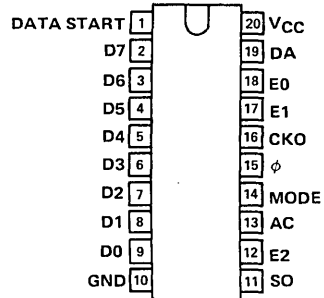 DATA START 1 20 VCC
D7 2 19 DA
D6 3 18 E0
D5 4 17 E1
D4 5 16 CKO
D3 6 15 ϕ
D2 7 14 MODE
D1 8 13 AC
D0 9 12 E2
GND 10 11 SO